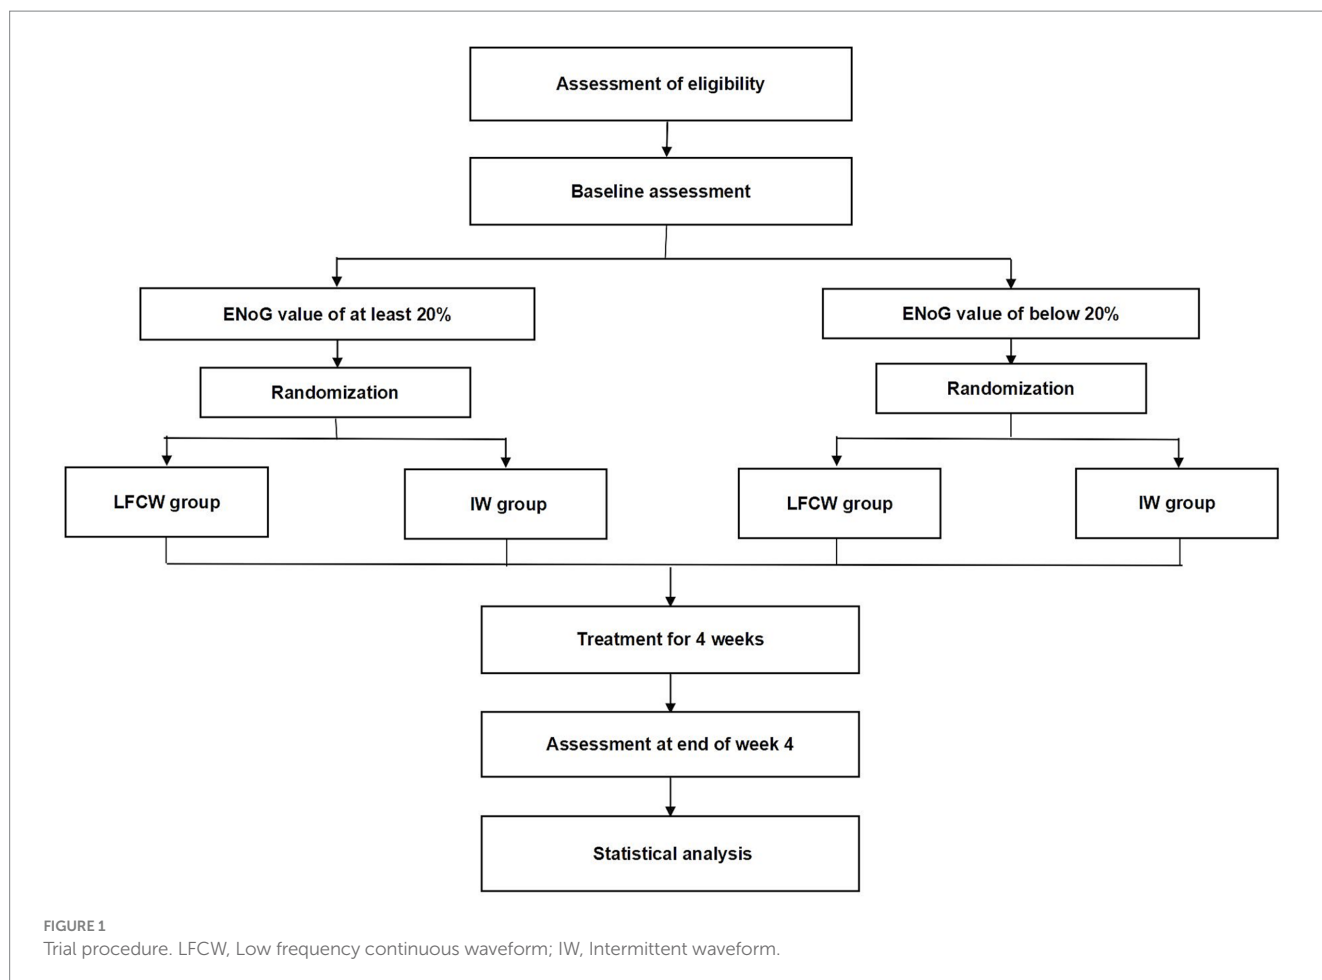 Assessment of eligibility
Baseline assessment
ENoG value of at least 20%
ENoG value of below 20%
Randomization
Randomization
LFCW group
IW group
LFCW group
IW group
Treatment for 4 weeks
Assessment at end of week 4
Statistical analysis
FIGURE 1
Trial procedure. LFCW, Low frequency continuous waveform; IW, Intermittent waveform.